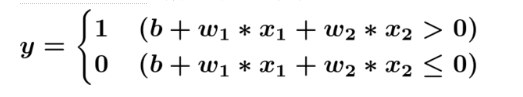 y = { 1 (b + w₁ * x₁ + w₂ * x₂ > 0)
0 (b + w₁ * x₁ + w₂ * x₂ ≤ 0)